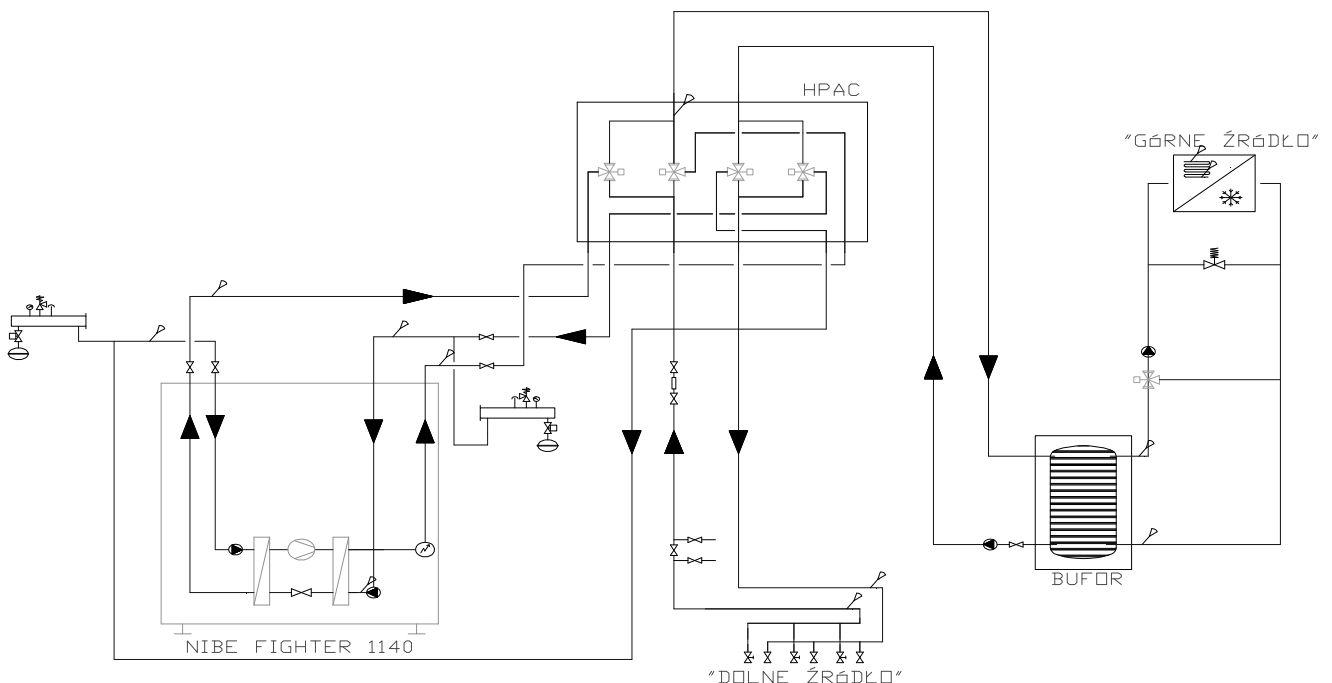 HPAC
"GóRNE ŹRóDŁO"
BUFOR
NIBE FIGHTER 1140
"DOLNE ŹRóDŁO"